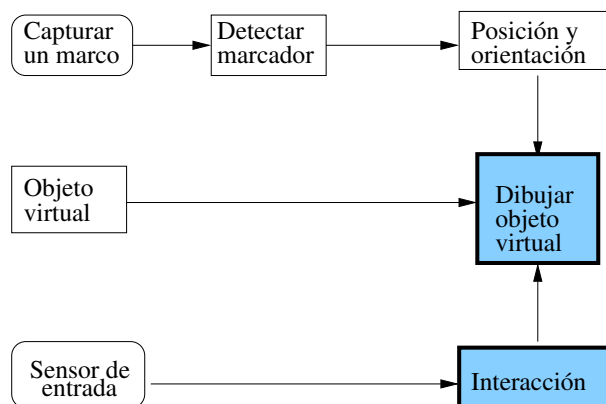 Capturar
un marco
Detectar
marcador
Posición y
orientación
Objeto
virtual
Dibujar
objeto
virtual
Sensor de
entrada
Interacción